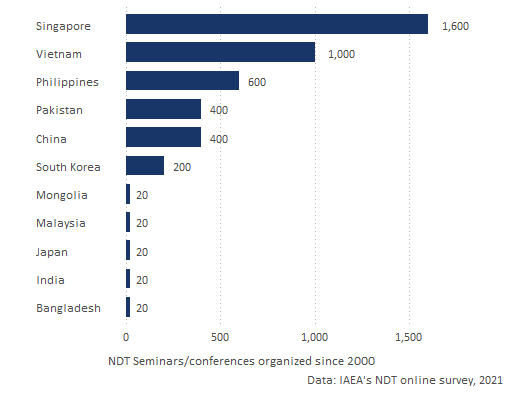 Singapore 1,600
Vietnam 1,000
Philippines 600
Pakistan 400
China 400
South Korea 200
Mongolia 20
Malaysia 20
Japan 20
India 20
Bangladesh 20
0 500 1,000 1,500
NDT Seminars/conferences organized since 2000
Data: IAEA's NDT online survey, 2021